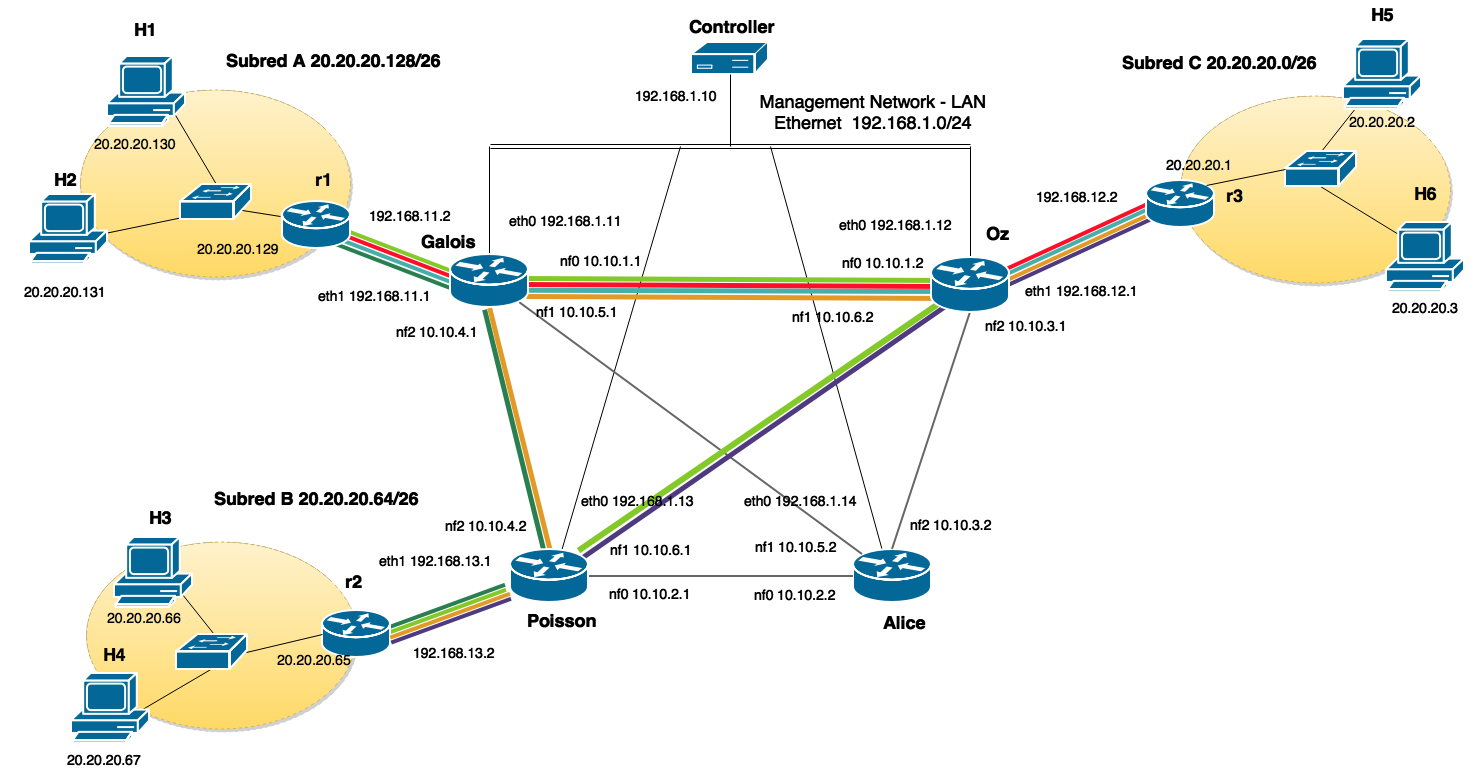 Controller
H5
H1
Subred A 20.20.20.128/26
Subred C 20.20.20.0/26
192.168.1.10
Management Network - LAN
Ethernet 192.168.1.0/24
20.20.20.2
20.20.20.130
20.20.20.1
H2
r1
H6
r3
192.168.12.2
192.168.11.2
eth0 192.168.1.11
eth0 192.168.1.12
Galois
Oz
20.20.20.129
nf0 10.10.1.1
nf0 10.10.1.2
20.20.20.131
eth1 192.168.11.1
eth1 192.168.12.1
20.20.20.3
nf1 10.10.5.1
nf1 10.10.6.2
nf2 10.10.4.1
nf2 10.10.3.1
Subred B 20.20.20.64/26
eth0 192.168.1.13
eth0 192.168.1.14
H3
nf2 10.10.4.2
nf2 10.10.3.2
nf1 10.10.6.1
nf1 10.10.5.2
eth1 192.168.13.1
r2
nf0 10.10.2.1
nf0 10.10.2.2
20.20.20.66
Poisson
Alice
H4
20.20.20.65
192.168.13.2
20.20.20.67